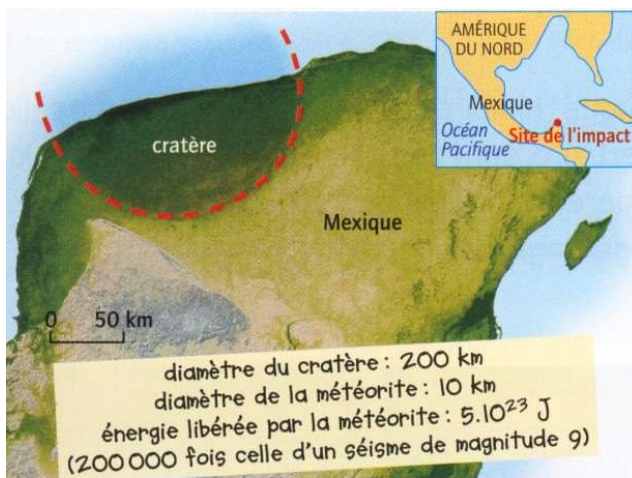 AMÉRIQUE
DU NORD
Mexique
Océan
Pacifique
Site de l'impact
cratère
Mexique
0 50 km
diamètre du cratère : 200 km
diamètre de la météorite : 10 km
énergie libérée par la météorite : 5.10²³ J
(200 000 fois celle d'un séisme de magnitude 9)